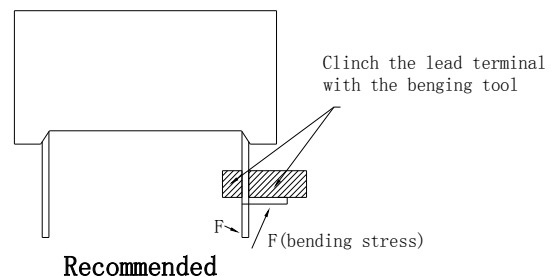 Clinch the lead terminal
with the benging tool
F
F(bending stress)
Recommended